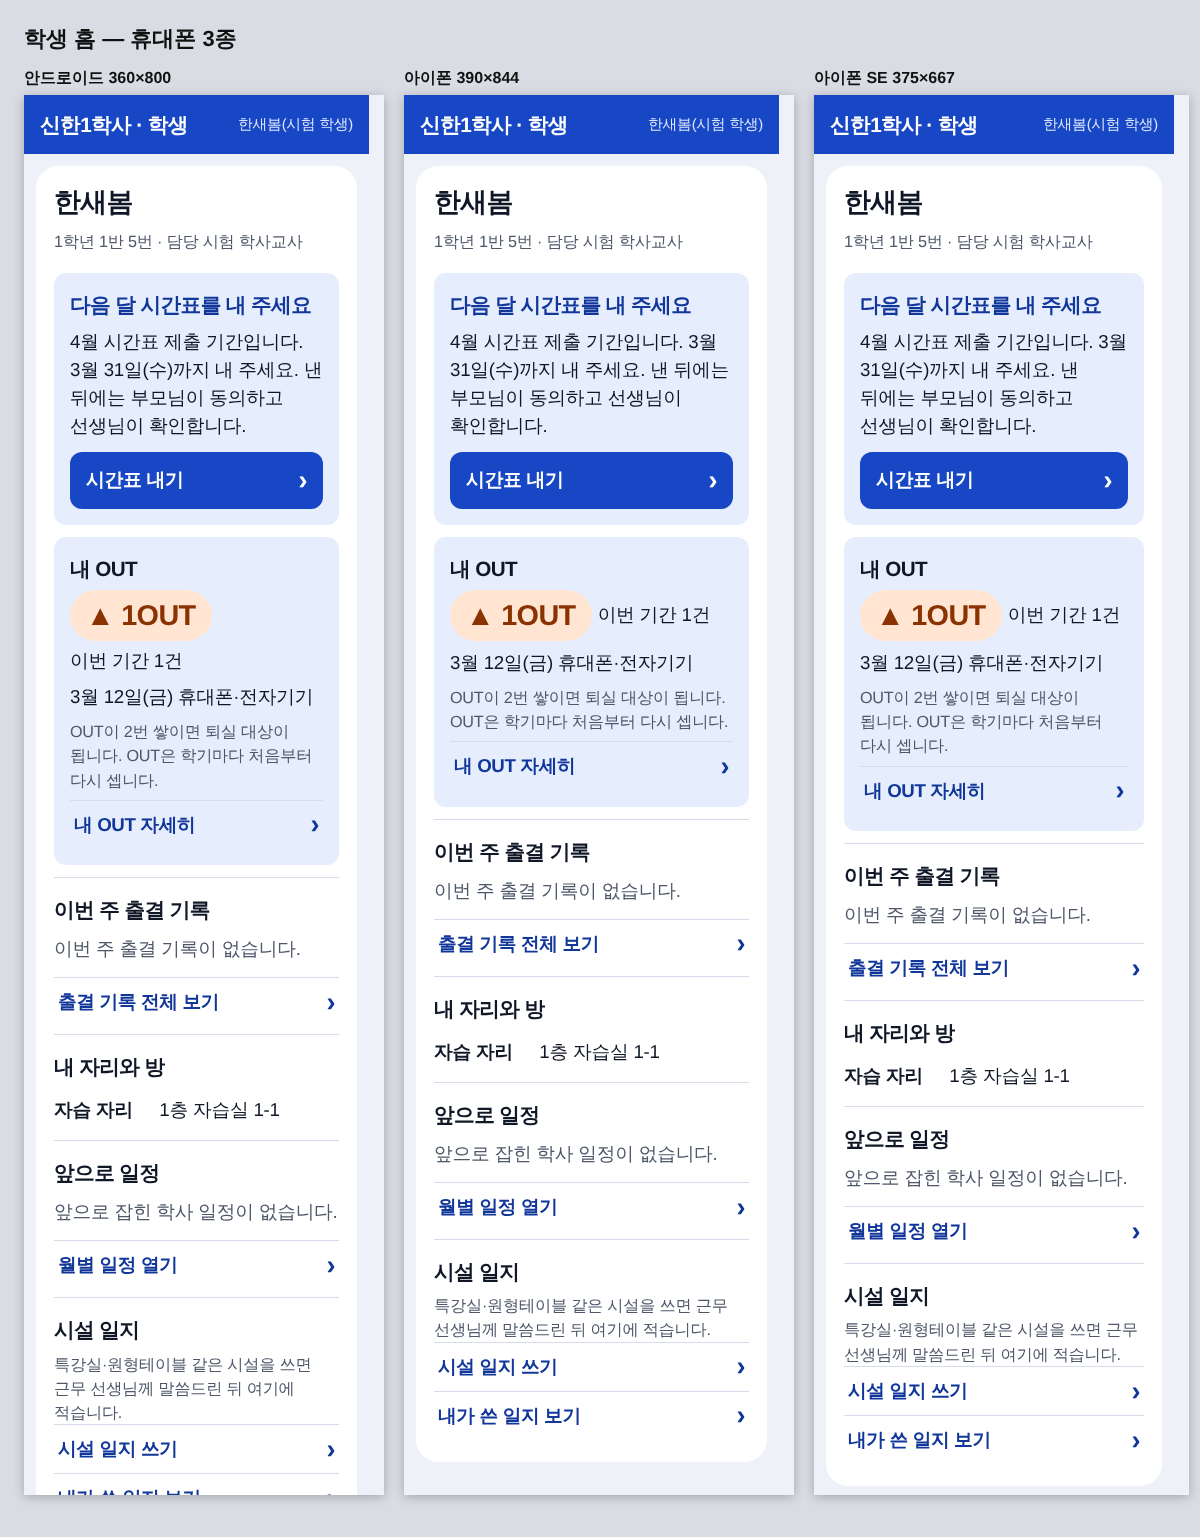 학생 홈 — 휴대폰 3종
안드로이드 360×800
신한1학사 · 학생
한새봄(시험 학생)
한새봄
1학년 1반 5번 · 담당 시험 학사교사
다음 달 시간표를 내 주세요
4월 시간표 제출 기간입니다.
3월 31일(수)까지 내 주세요. 낸
뒤에는 부모님이 동의하고
선생님이 확인합니다.
시간표 내기 ›
내 OUT
▲ 1OUT
이번 기간 1건
3월 12일(금) 휴대폰·전자기기
OUT이 2번 쌓이면 퇴실 대상이
됩니다. OUT은 학기마다 처음부터
다시 셉니다.
내 OUT 자세히 ›
이번 주 출결 기록
이번 주 출결 기록이 없습니다.
출결 기록 전체 보기 ›
내 자리와 방
자습 자리 1층 자습실 1-1
앞으로 일정
앞으로 잡힌 학사 일정이 없습니다.
월별 일정 열기 ›
시설 일지
특강실·원형테이블 같은 시설을 쓰면
근무 선생님께 말씀드린 뒤 여기에
적습니다.
시설 일지 쓰기 ›
아이폰 390×844
신한1학사 · 학생
한새봄(시험 학생)
한새봄
1학년 1반 5번 · 담당 시험 학사교사
다음 달 시간표를 내 주세요
4월 시간표 제출 기간입니다. 3월
31일(수)까지 내 주세요. 낸 뒤에는
부모님이 동의하고 선생님이
확인합니다.
시간표 내기 ›
내 OUT
▲ 1OUT 이번 기간 1건
3월 12일(금) 휴대폰·전자기기
OUT이 2번 쌓이면 퇴실 대상이 됩니다.
OUT은 학기마다 처음부터 다시 셉니다.
내 OUT 자세히 ›
이번 주 출결 기록
이번 주 출결 기록이 없습니다.
출결 기록 전체 보기 ›
내 자리와 방
자습 자리 1층 자습실 1-1
앞으로 일정
앞으로 잡힌 학사 일정이 없습니다.
월별 일정 열기 ›
시설 일지
특강실·원형테이블 같은 시설을 쓰면 근무
선생님께 말씀드린 뒤 여기에 적습니다.
시설 일지 쓰기 ›
내가 쓴 일지 보기 ›
아이폰 SE 375×667
신한1학사 · 학생
한새봄(시험 학생)
한새봄
1학년 1반 5번 · 담당 시험 학사교사
다음 달 시간표를 내 주세요
4월 시간표 제출 기간입니다. 3월
31일(수)까지 내 주세요. 낸
뒤에는 부모님이 동의하고
선생님이 확인합니다.
시간표 내기 ›
내 OUT
▲ 1OUT 이번 기간 1건
3월 12일(금) 휴대폰·전자기기
OUT이 2번 쌓이면 퇴실 대상이
됩니다. OUT은 학기마다 처음부터
다시 셉니다.
내 OUT 자세히 ›
이번 주 출결 기록
이번 주 출결 기록이 없습니다.
출결 기록 전체 보기 ›
내 자리와 방
자습 자리 1층 자습실 1-1
앞으로 일정
앞으로 잡힌 학사 일정이 없습니다.
월별 일정 열기 ›
시설 일지
특강실·원형테이블 같은 시설을 쓰면 근무
선생님께 말씀드린 뒤 여기에 적습니다.
시설 일지 쓰기 ›
내가 쓴 일지 보기 ›